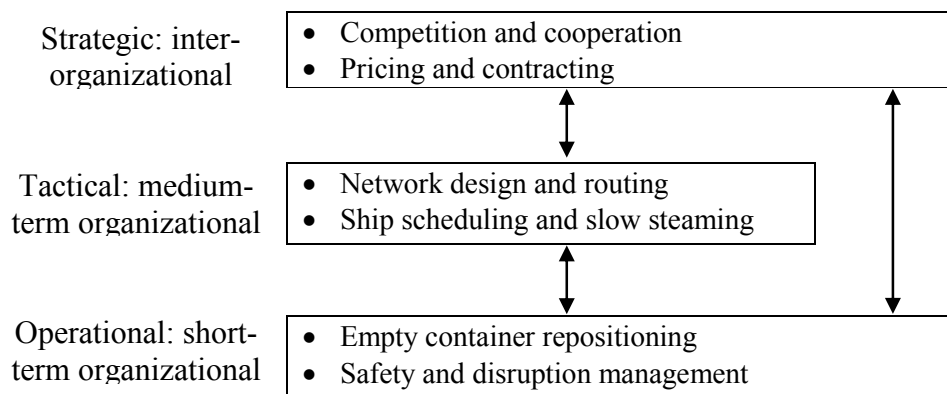 Strategic: inter-
organizational
• Competition and cooperation
• Pricing and contracting
Tactical: medium-
term organizational
• Network design and routing
• Ship scheduling and slow steaming
Operational: short-
term organizational
• Empty container repositioning
• Safety and disruption management